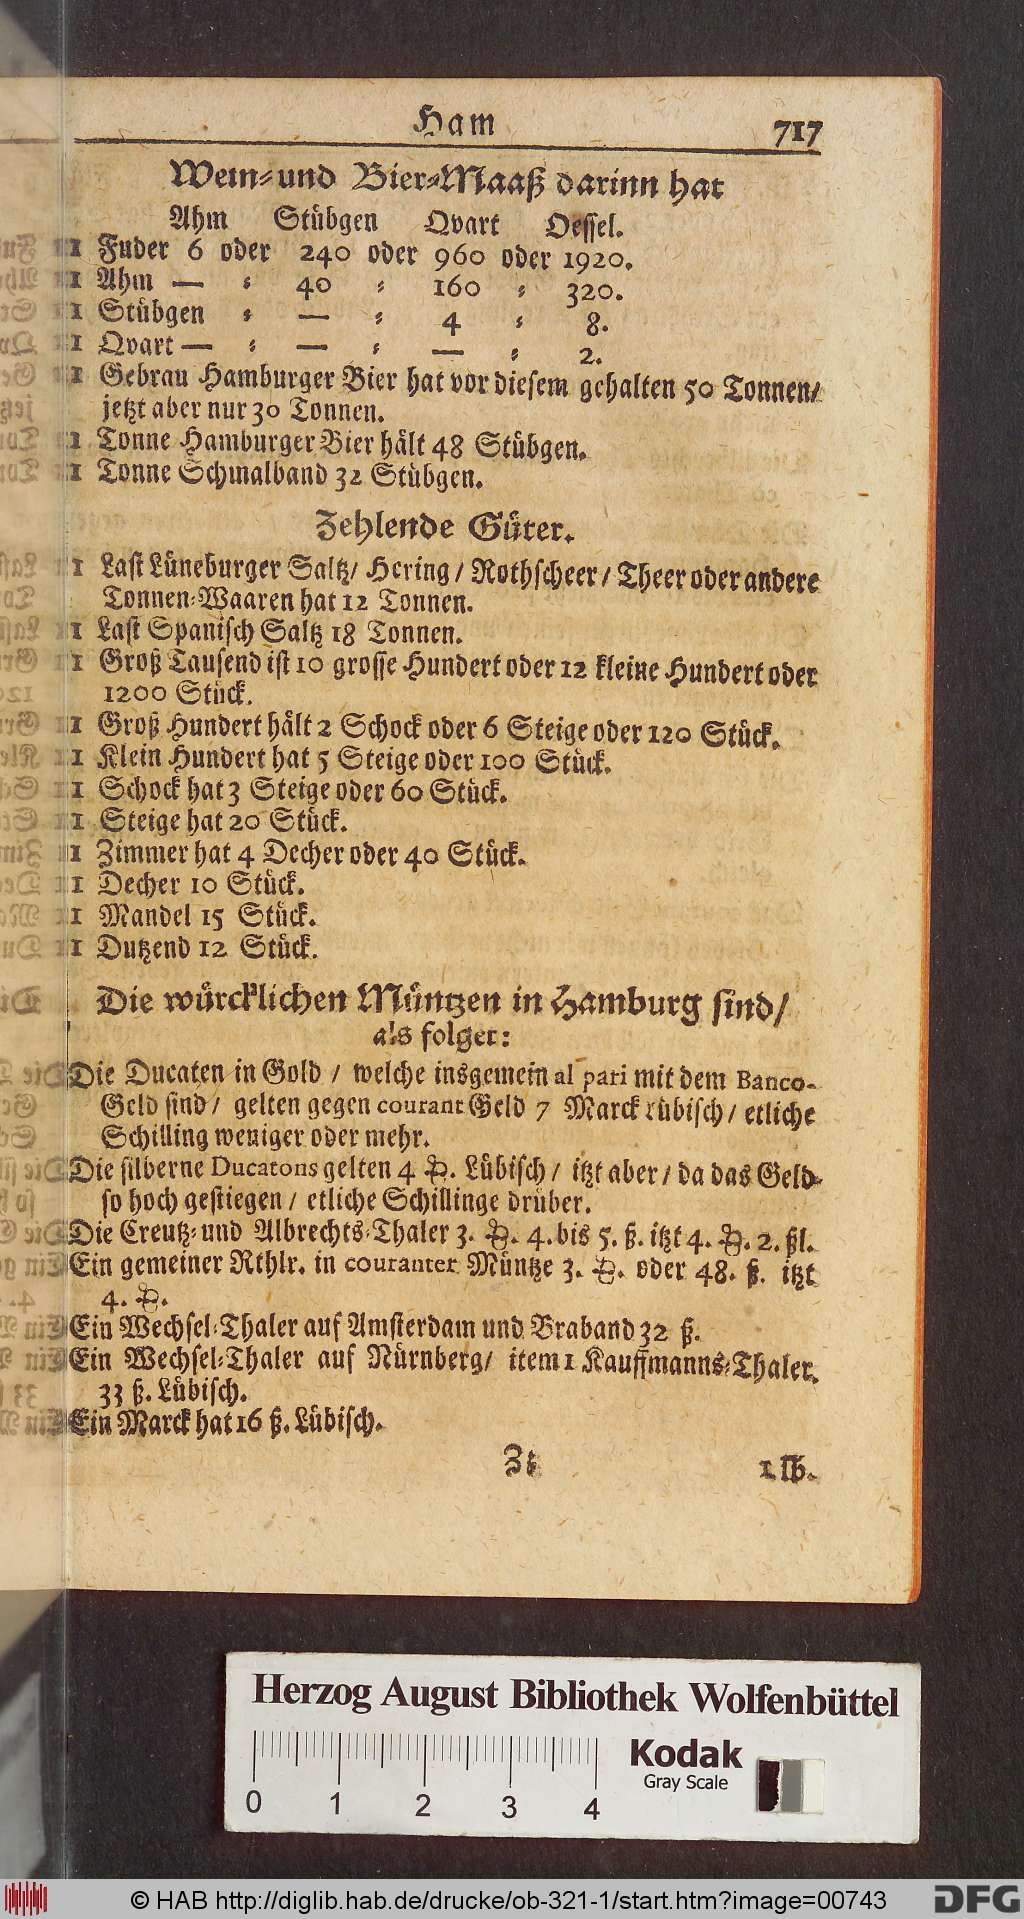 Ham
717
Wein-und Bier-Maaß darinn hat
Ahm Stübgen Qvart Oessel.
1 Fuder 6 oder 240 oder 960 oder 1920.
1 Ahm — ⸗ 40 ⸗ 160 ⸗ 320.
1 Stübgen ⸗ — ⸗ 4 ⸗ 8.
1 Qvart — ⸗ — ⸗ — ⸗ 2.
1 Gebrau Hamburger Bier hat vor diesem gehalten 50 Tonnen/
jetzt aber nur 30 Tonnen.
1 Tonne Hamburger Bier hält 48 Stübgen.
1 Tonne Schmalband 32 Stübgen.
Zehlende Güter.
1 Last Lüneburger Saltz/ Hering / Rothscheer / Theer oder andere
Tonnen-Waaren hat 12 Tonnen.
1 Last Spanisch Saltz 18 Tonnen.
1 Groß Tausend ist 10 grosse Hundert oder 12 kleine Hundert oder
1200 Stück.
1 Groß Hundert hält 2 Schock oder 6 Steige oder 120 Stück.
1 Klein Hundert hat 5 Steige oder 100 Stück.
1 Schock hat 3 Steige oder 60 Stück.
1 Steige hat 20 Stück.
1 Zimmer hat 4 Decher oder 40 Stück.
1 Decher 10 Stück.
1 Mandel 15 Stück.
1 Dutzend 12 Stück.
Die würcklichen Müntzen in Hamburg sind/
als folget:
Die Ducaten in Gold / welche insgemein al pari mit dem Banco-
Geld sind / gelten gegen courant Geld 7 Marck Lübisch / etliche
Schilling weniger oder mehr.
Die silberne Ducatons gelten 4 . Lübisch / itzt aber / da das Geld
so hoch gestiegen / etliche Schillinge drüber.
Die Creutz-und Albrechts-Thaler 3. . 4. bis 5. ß. itzt 4. . 2. ßl.
Ein gemeiner Rthlr. in couranter Müntze 3. . oder 48. ß. itzt
4. .
Ein Wechsel-Thaler auf Amsterdam und Braband 32 ß.
Ein Wechsel-Thaler auf Nürnberg/ item 1 Kauffmanns-Thaler.
33 ß. Lübisch.
Ein Marck hat 16 ß. Lübisch.
1 lb.
Herzog August Bibliothek Wolfenbüttel
Kodak
Gray Scale
0 1 2 3 4
© HAB http://diglib.hab.de/drucke/ob-321-1/start.htm?image=00743
DFG